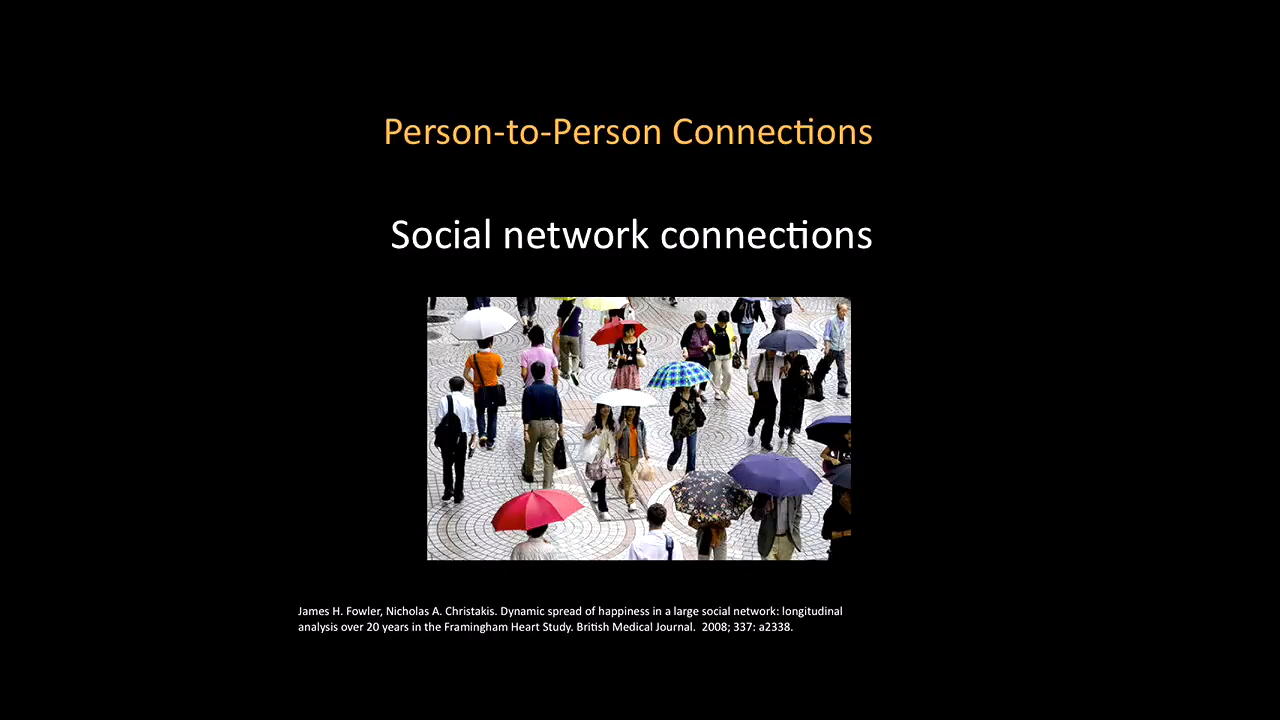 Person-to-Person Connections
Social network connections
James H. Fowler, Nicholas A. Christakis. Dynamic spread of happiness in a large social network: longitudinal
analysis over 20 years in the Framingham Heart Study. British Medical Journal.  2008; 337: a2338.